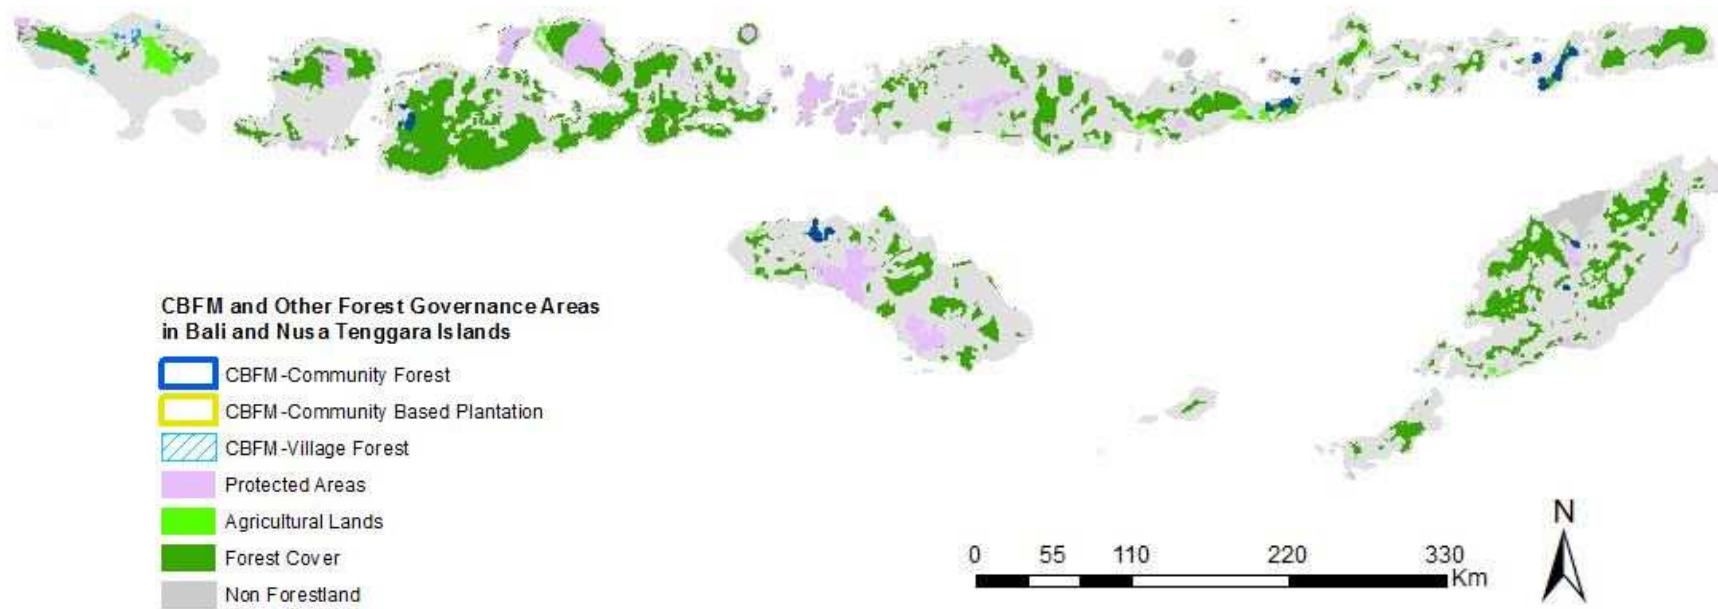 CBFM and Other Forest Governance Areas
in Bali and Nusa Tenggara Islands
CBFM-Community Forest
CBFM-Community Based Plantation
CBFM-Village Forest
Protected Areas
Agricultural Lands
Forest Cover
Non Forestland
0 55 110 220 330
Km
N